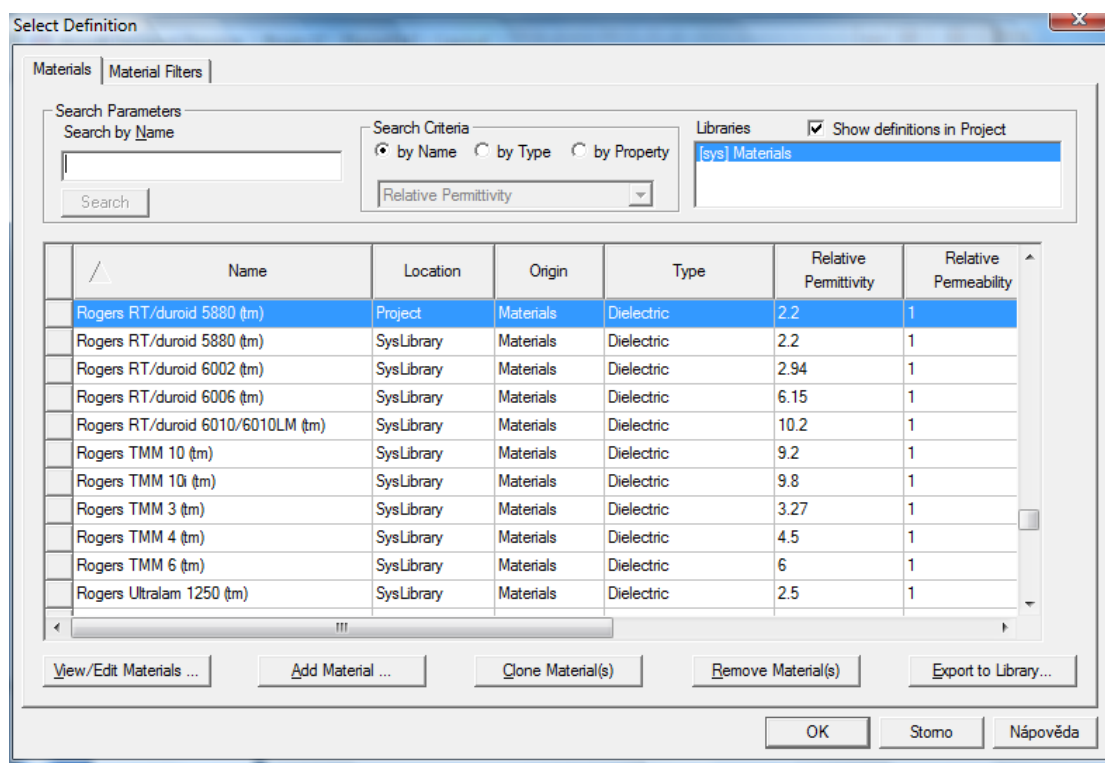 Select Definition
X
Materials Material Filters
Search Parameters
Search by Name
Search Criteria
by Name by Type by Property
Libraries Show definitions in Project
[sys] Materials
Search
Relative Permittivity
Name Location Origin Type Relative Permittivity Relative Permeability
Rogers RT/duroid 5880 (tm) Project Materials Dielectric 2.2 1
Rogers RT/duroid 5880 (tm) SysLibrary Materials Dielectric 2.2 1
Rogers RT/duroid 6002 (tm) SysLibrary Materials Dielectric 2.94 1
Rogers RT/duroid 6006 (tm) SysLibrary Materials Dielectric 6.15 1
Rogers RT/duroid 6010/6010LM (tm) SysLibrary Materials Dielectric 10.2 1
Rogers TMM 10 (tm) SysLibrary Materials Dielectric 9.2 1
Rogers TMM 10i (tm) SysLibrary Materials Dielectric 9.8 1
Rogers TMM 3 (tm) SysLibrary Materials Dielectric 3.27 1
Rogers TMM 4 (tm) SysLibrary Materials Dielectric 4.5 1
Rogers TMM 6 (tm) SysLibrary Materials Dielectric 6 1
Rogers Ultralam 1250 (tm) SysLibrary Materials Dielectric 2.5 1
View/Edit Materials ... Add Material ... Clone Material(s) Remove Material(s) Export to Library...
OK Storno Nápověda